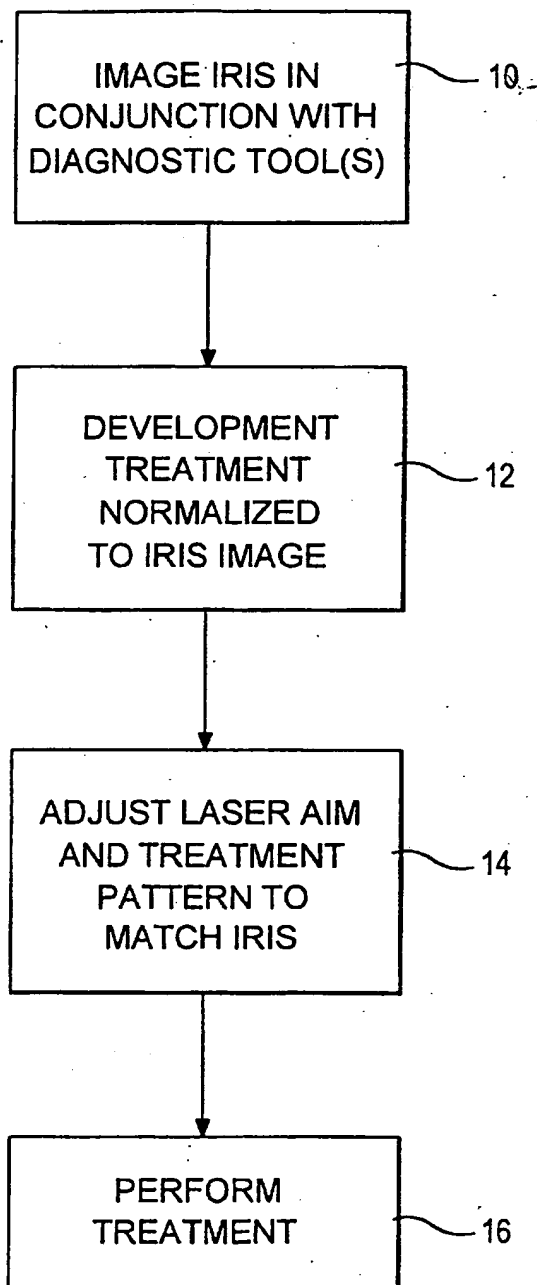 IMAGE IRIS IN
CONJUNCTION WITH
DIAGNOSTIC TOOL(S)
10
DEVELOPMENT
TREATMENT
NORMALIZED
TO IRIS IMAGE
12
ADJUST LASER AIM
AND TREATMENT
PATTERN TO
MATCH IRIS
14
PERFORM
TREATMENT
16